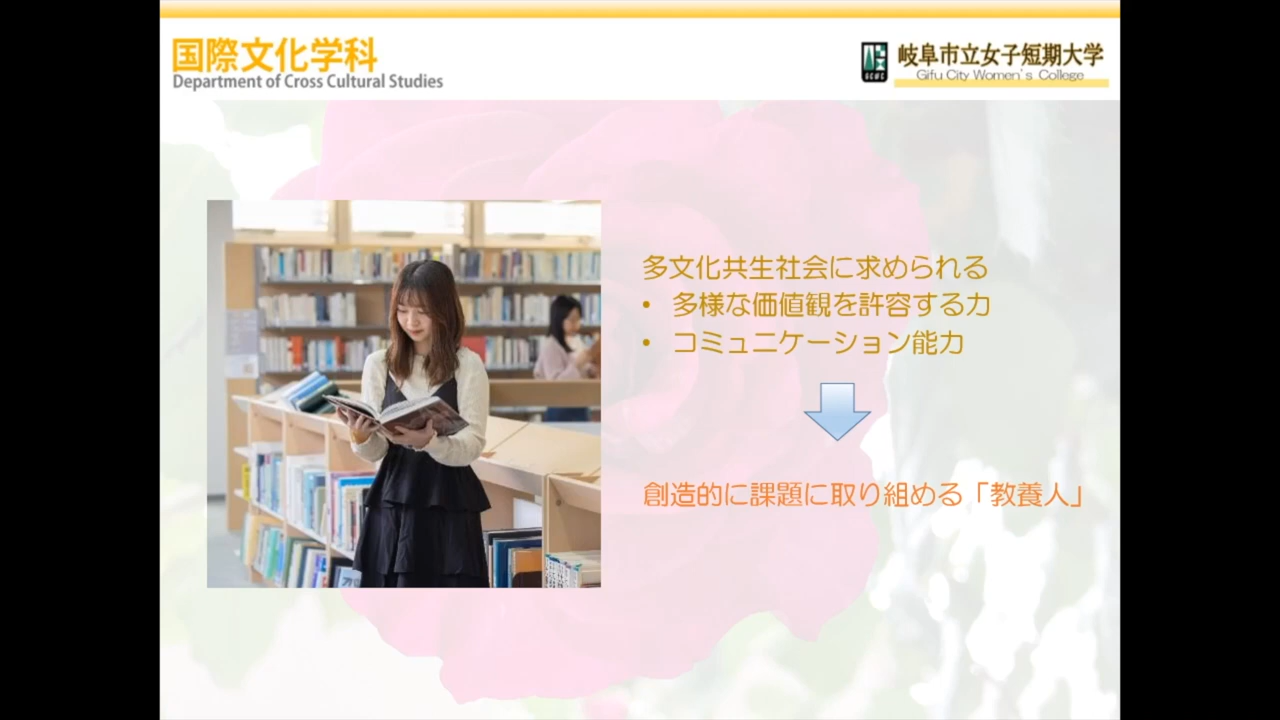 国際文化学科
Department of Cross Cultural Studies
GCWC
岐阜市立女子短期大学
Gifu City Women's College
多文化共生社会に求められる
• 多様な価値観を許容する力
• コミュニケーション能力
創造的に課題に取り組める「教養人」